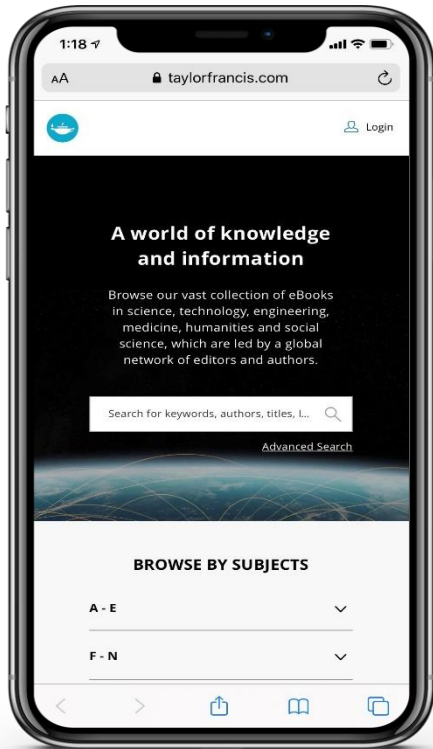 1:18
AA taylorfrancis.com
Login
A world of knowledge
and information
Browse our vast collection of eBooks
in science, technology, engineering,
medicine, humanities and social
science, which are led by a global
network of editors and authors.
Search for keywords, authors, titles, I...
Advanced Search
BROWSE BY SUBJECTS
A - E
F - N